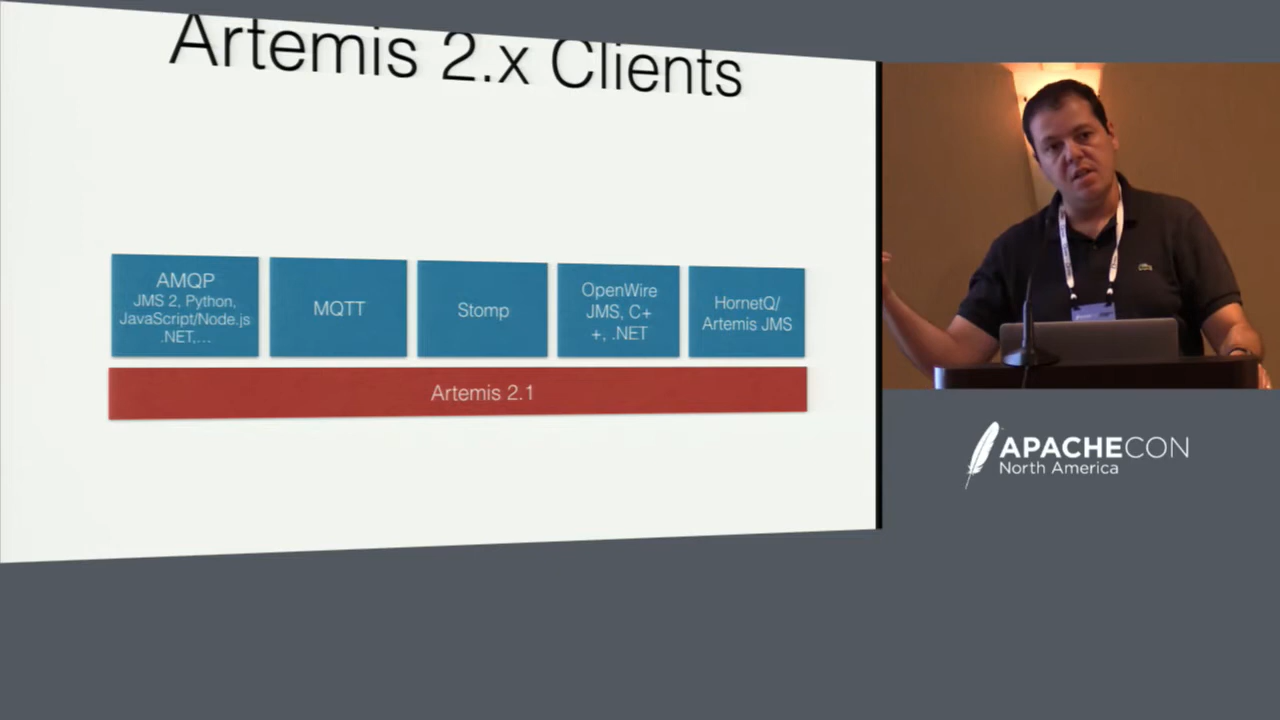 Artemis 2.x Clients
AMQP
JMS 2, Python,
JavaScript/Node.js
.NET,...
MQTT
Stomp
OpenWire
JMS, C+
+, .NET
HornetQ/
Artemis JMS
Artemis 2.1
APACHECON
North America